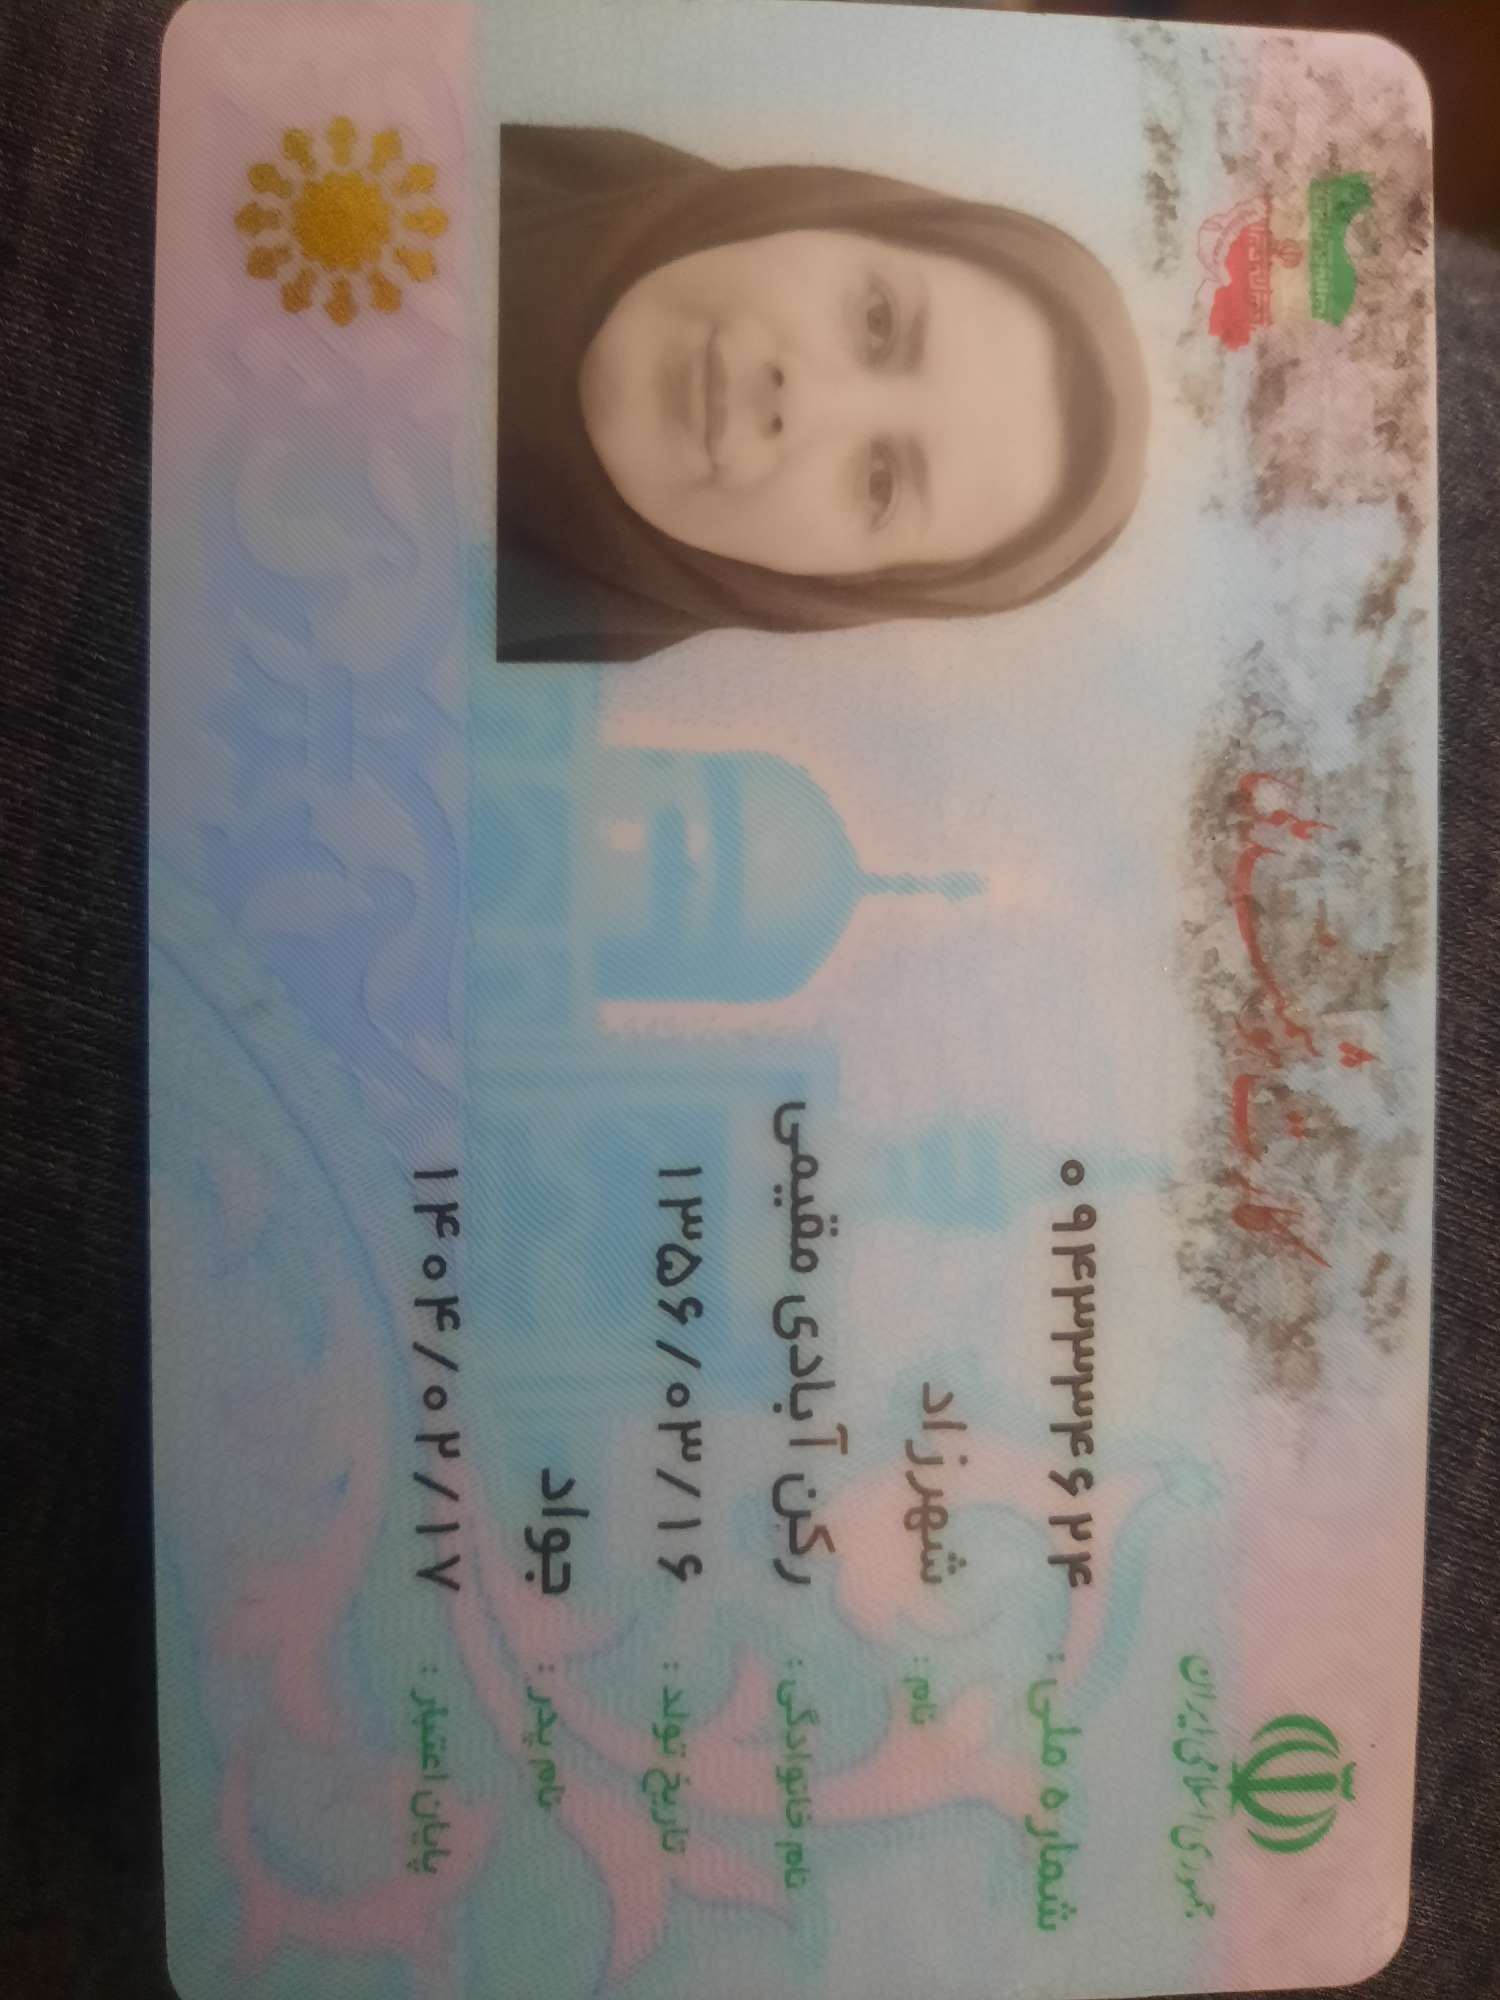 جمهوری اسلامی ایران
کارت شناسایی ملی
شماره ملی : ۰۹۴۳۳۳۴۶۲۴
نام : شهرزاد
نام خانوادگی : رکن آبادی مقیمی
تاریخ تولد : ۱۳۵۶/۰۳/۱۶
نام پدر : جواد
پایان اعتبار : ۱۴۰۴/۰۲/۱۷